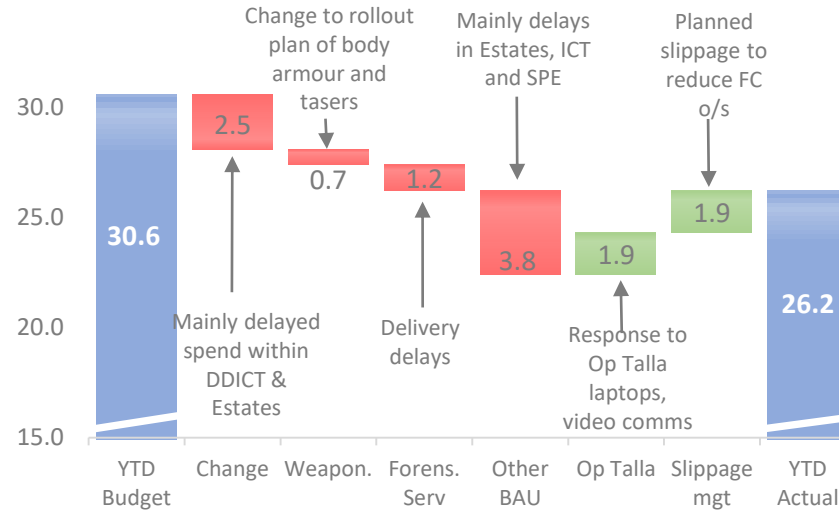 Change to rollout
plan of body
armour and
tasers
Mainly delays
in Estates, ICT
and SPE
Planned
slippage to
reduce FC
o/s
30.0
25.0
20.0
15.0
30.6
2.5
0.7
1.2
3.8
1.9
1.9
26.2
Mainly delayed
spend within
DDICT &
Estates
Delivery
delays
Response to
Op Talla
laptops,
video comms
YTD
Budget
Change
Weapon.
Forens.
Serv
Other
BAU
Op Talla
Slippage
mgt
YTD
Actual